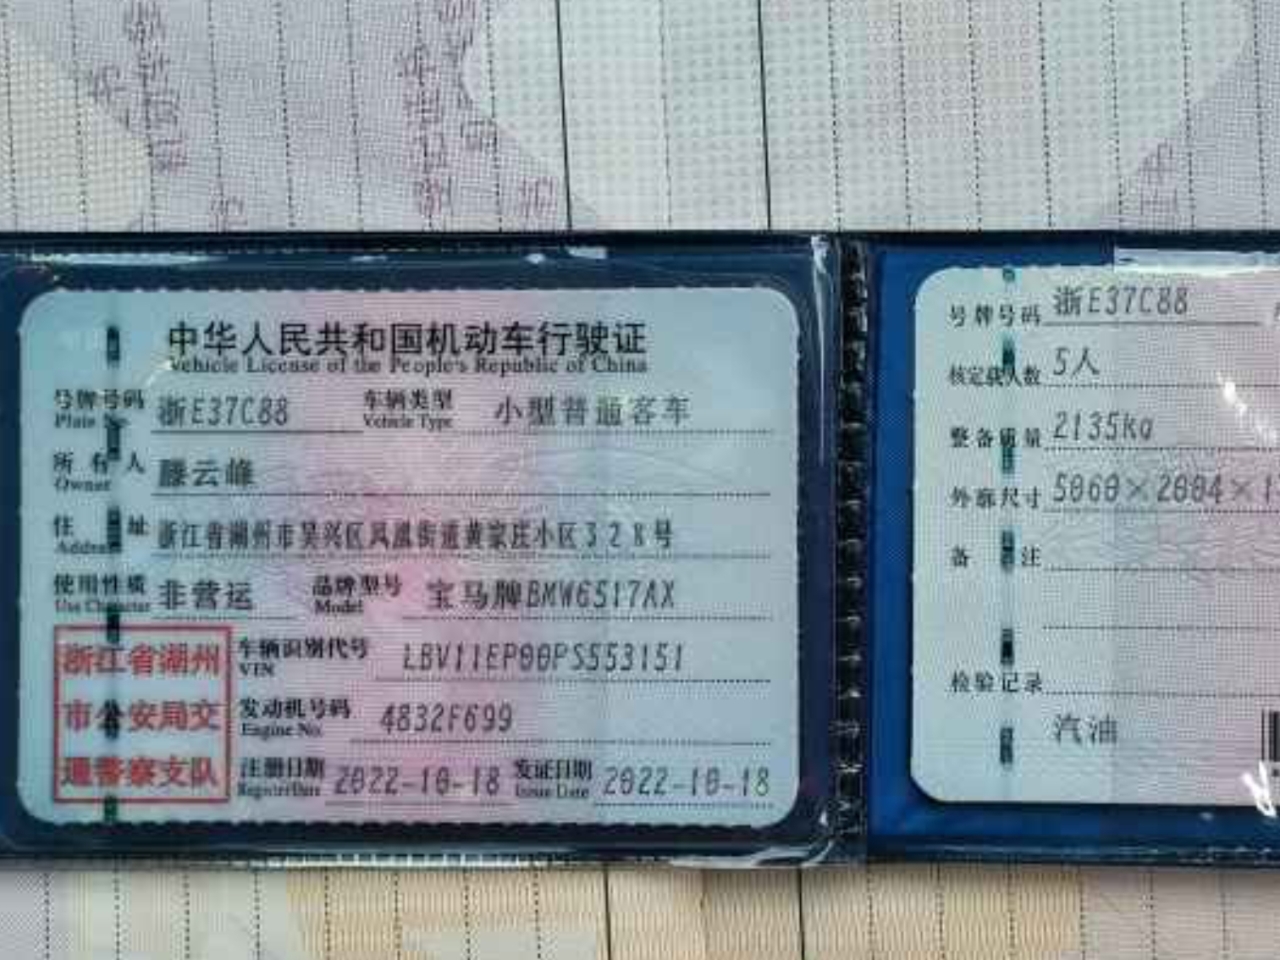 中华人民共和国机动车行驶证
Vehicle License of the People's Republic of China
号牌号码 浙E37C88 车辆类型 小型普通客车
Plate No. Vehicle Type
所有人 滕云峰
Owner
住址 浙江省湖州市吴兴区凤凰街道黄家庄小区328号
Address
使用性质 非营运 品牌型号 宝马牌BMW6517AX
Use Character Model
浙江省湖州
市公安局交
通警察支队
车辆识别代号 LBV11EP00PS553151
VIN
发动机号码 4832F699
Engine No.
注册日期 2022-10-18 发证日期 2022-10-18
Register Date Issue Date
号牌号码 浙E37C88
核定载人数 5人
整备质量 2135kg
外廓尺寸 5060×2004×1
备注
检验记录
汽油